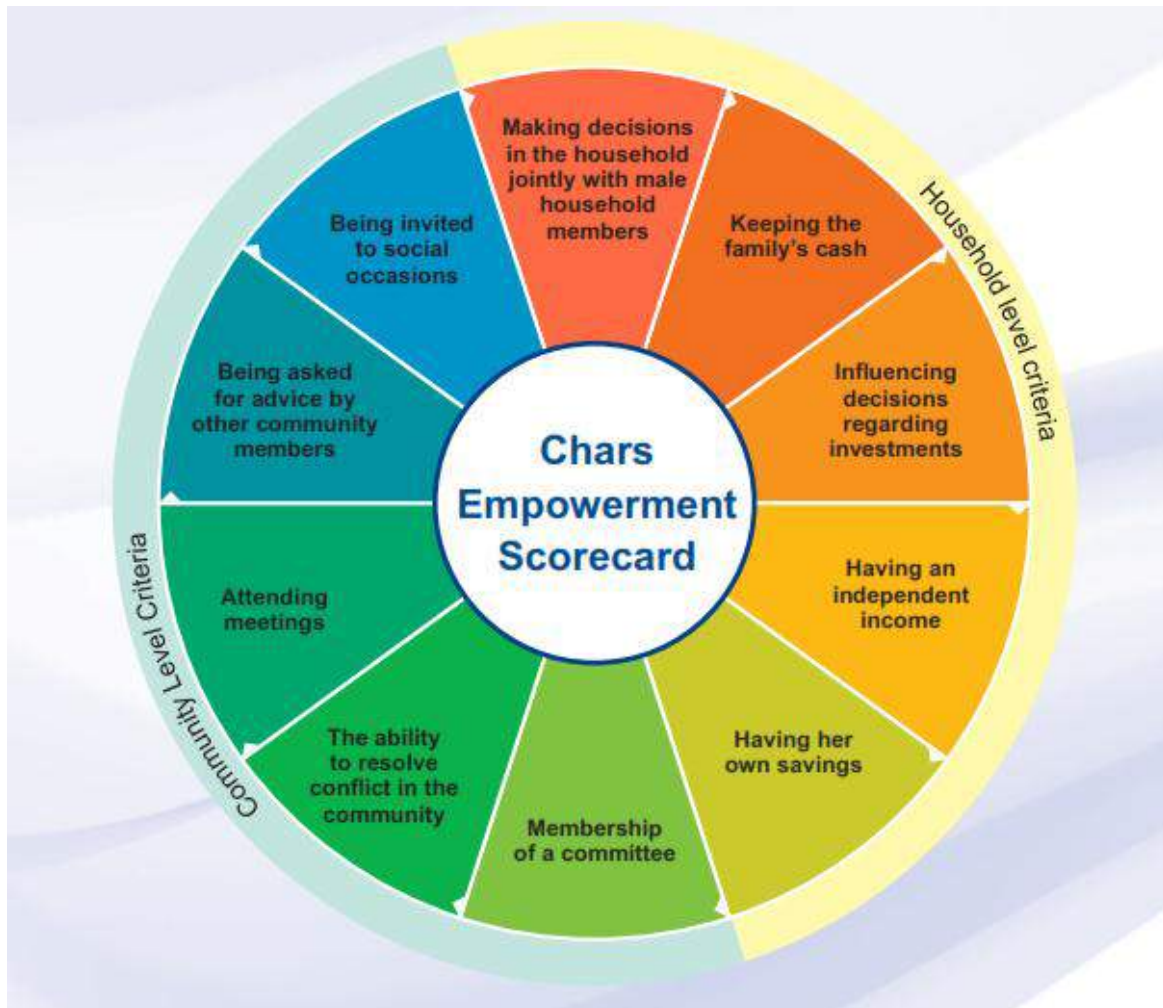 Chars
Empowerment
Scorecard
Making decisions
in the household
jointly with male
household
members
Keeping the
family's cash
Influencing
decisions
regarding
investments
Having an
independent
income
Having her
own savings
Membership
of a committee
The ability
to resolve
conflict in the
community
Attending
meetings
Being asked
for advice by
other community
members
Being invited
to social
occasions
Household level criteria
Community Level Criteria